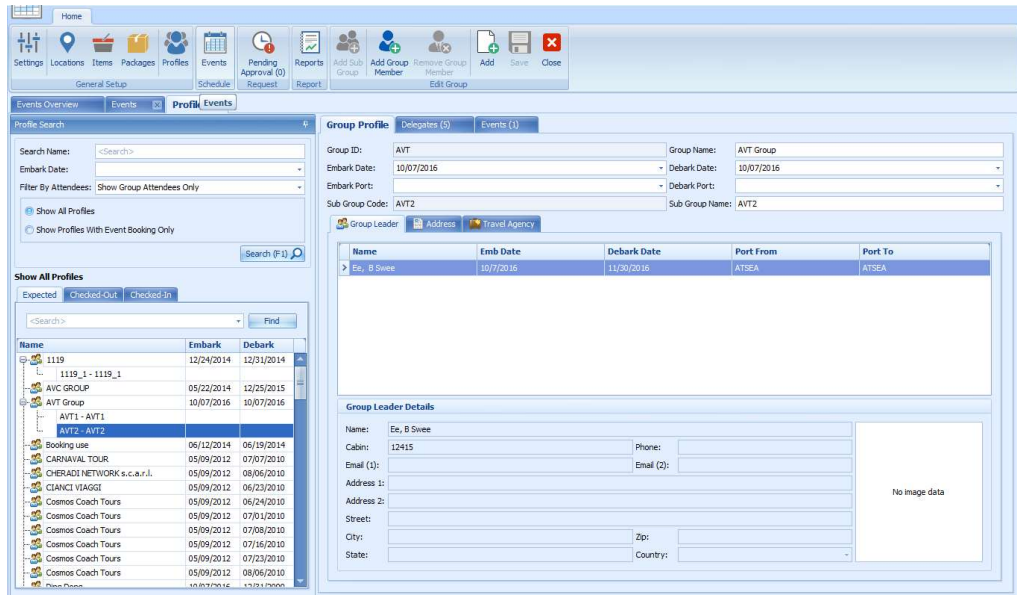 Home
Settings Locations Items Packages Profiles Events Pending Approval (0) Reports Add Sub Group Add Group Member Remove Group Member Add Save Close
General Setup Schedule Request Report Edit Group
Events Overview Events Profil Events
Profile Search
Search Name: <Search>
Embark Date:
Filter By Attendees: Show Group Attendees Only
Show All Profiles
Show Profiles With Event Booking Only
Search (F1)
Show All Profiles
Expected Checked-Out Checked-In
<Search> Find
Name Embark Debark
1119 12/24/2014 12/31/2014
1119_1 - 1119_1
AVC GROUP 05/22/2014 12/25/2015
AVT Group 10/07/2016 10/07/2016
AVT1 - AVT1
AVT2 - AVT2
Booking use 06/12/2014 06/19/2014
CARNAVAL TOUR 05/09/2012 07/07/2010
CHERADI NETWORK s.c.a.r.l. 05/09/2012 08/06/2010
CIANCI VIAGGI 05/09/2012 06/23/2010
Cosmos Coach Tours 05/09/2012 06/24/2010
Cosmos Coach Tours 05/09/2012 07/01/2010
Cosmos Coach Tours 05/09/2012 07/08/2010
Cosmos Coach Tours 05/09/2012 07/16/2010
Cosmos Coach Tours 05/09/2012 07/23/2010
Cosmos Coach Tours 05/09/2012 08/06/2010
Group Profile Delegates (5) Events (1)
Group ID: AVT Group Name: AVT Group
Embark Date: 10/07/2016 Debark Date: 10/07/2016
Embark Port: Debark Port:
Sub Group Code: AVT2 Sub Group Name: AVT2
Group Leader Address Travel Agency
Name Emb Date Debark Date Port From Port To
Ee, B Swee 10/7/2016 11/30/2016 ATSEA ATSEA
Group Leader Details
Name: Ee, B Swee
Cabin: 12415 Phone:
Email (1): Email (2):
Address 1:
Address 2:
Street:
City: Zip:
State: Country:
No image data